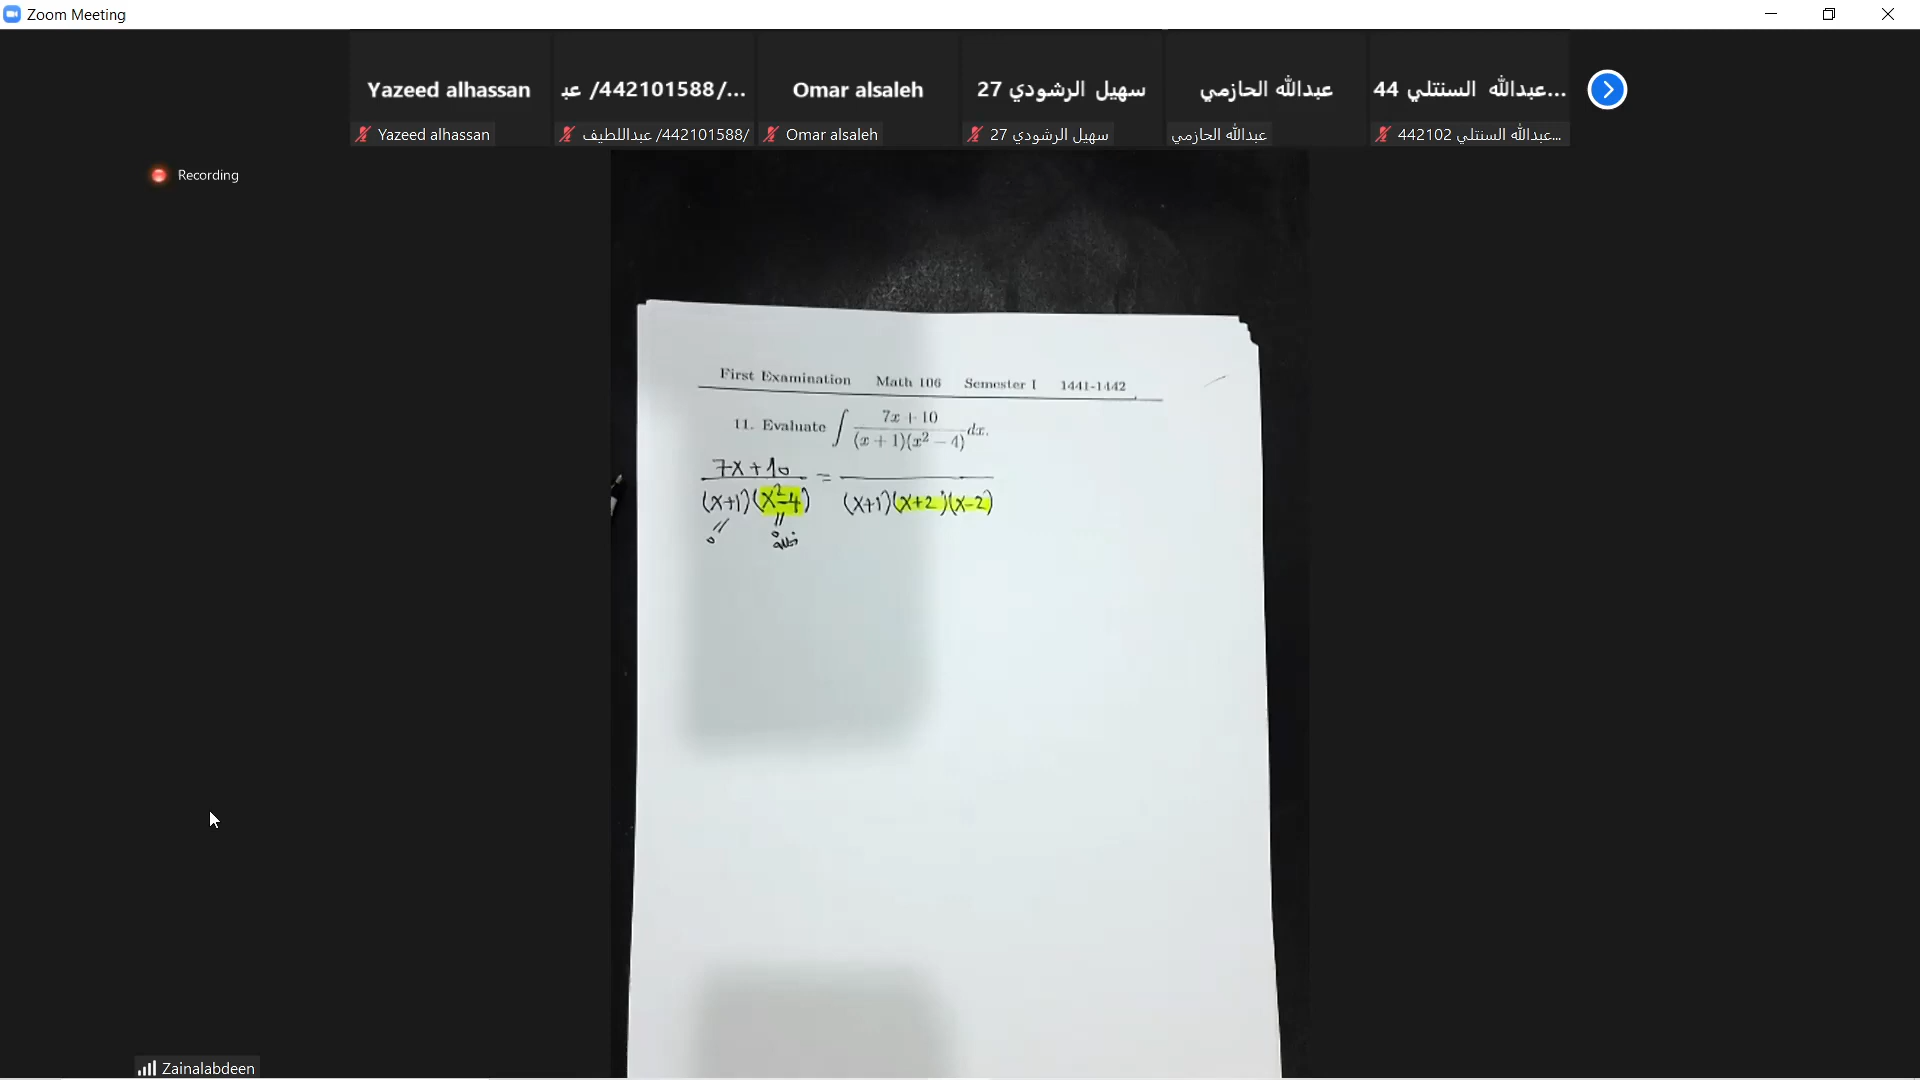 Zoom Meeting
Yazeed alhassan
عبد /442101588/...
Omar alsaleh
سهيل الرشودي 27
عبدالله الحازمي
عبدالله السنتلي 44...
Yazeed alhassan
/442101588/ عبداللطيف
Omar alsaleh
سهيل الرشودي 27
عبدالله الحازمي
عبدالله السنتلي 442102...
Recording
First Examination Math 106 Semester I 1441-1442
11. Evaluate ∫ (7x + 10)/((x + 1)(x² − 4)) dx.
7x+10 =
(x+1)(x²-4) (x+1)(x+2)(x-2)
Zainalabdeen